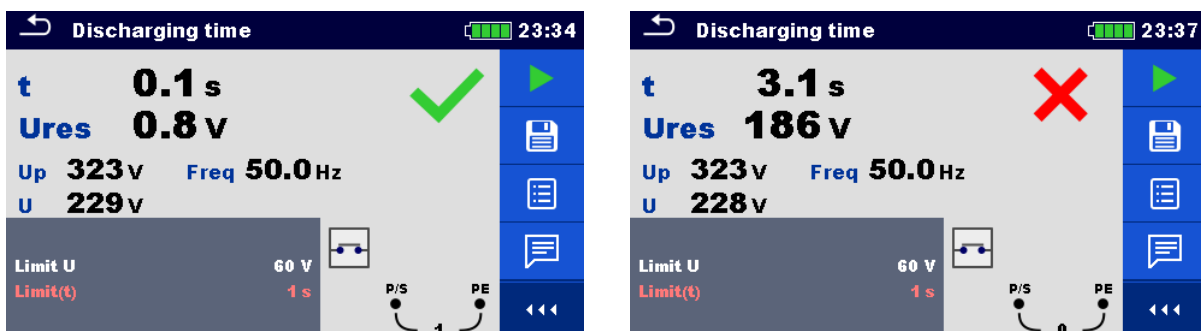 Discharging time 23:34
t 0.1 s
Ures 0.8 V
Up 323 V Freq 50.0 Hz
U 229 V
Limit U 60 V
Limit(t) 1 s
P/S PE
1
Discharging time 23:37
t 3.1 s
Ures 186 V
Up 323 V Freq 50.0 Hz
U 228 V
Limit U 60 V
Limit(t) 1 s
P/S PE